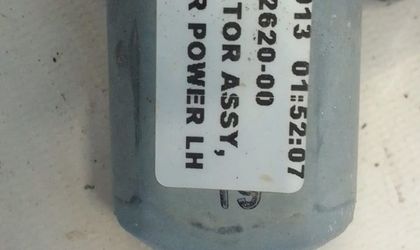 013 01:52:07
2620-00
TOR ASSY,
R POWER LH